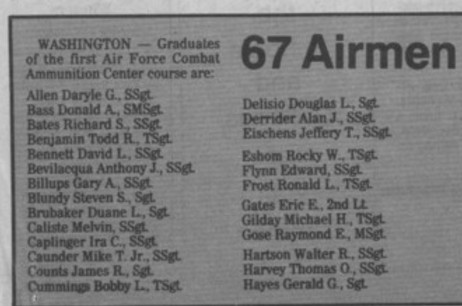 WASHINGTON — Graduates
of the first Air Force Combat
Ammunition Center course are:
Allen Daryle G., SSgt.
Bass Donald A., SMSgt.
Bates Richard S., SSgt.
Benjamin Todd R., TSgt.
Bennett David L., SSgt.
Bevilacqua Anthony J., SSgt.
Billups Gary A., SSgt.
Blundy Steven S., Sgt.
Brubaker Duane L., Sgt.
Caliste Melvin, SSgt.
Caplinger Ira C., SSgt.
Caunder Mike T. Jr., SSgt.
Counts James R., Sgt.
Cummings Bobby L., TSgt.
67 Airmen
Delisio Douglas L., Sgt.
Derrider Alan J., SSgt.
Eischens Jeffery T., SSgt.
Eshom Rocky W., TSgt.
Flynn Edward, SSgt.
Frost Ronald L., TSgt.
Gates Eric E., 2nd Lt.
Gilday Michael H., TSgt.
Gose Raymond E., MSgt.
Hartson Walter R., SSgt.
Harvey Thomas O., SSgt.
Hayes Gerald G., Sgt.